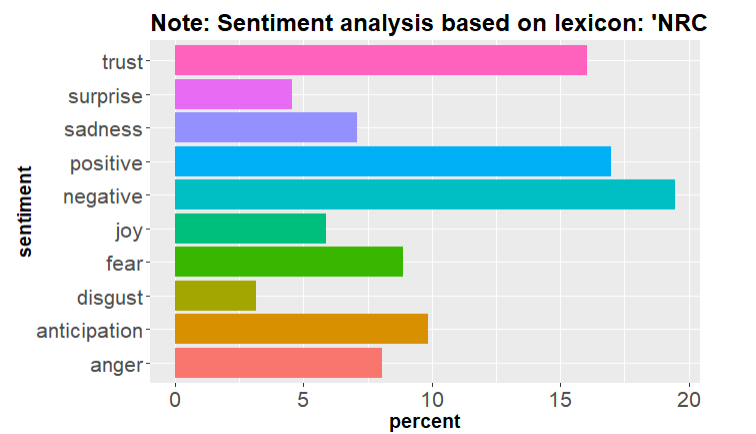 Note: Sentiment analysis based on lexicon: 'NRC
trust
surprise
sadness
positive
negative
joy
fear
disgust
anticipation
anger
sentiment
0 5 10 15 20
percent